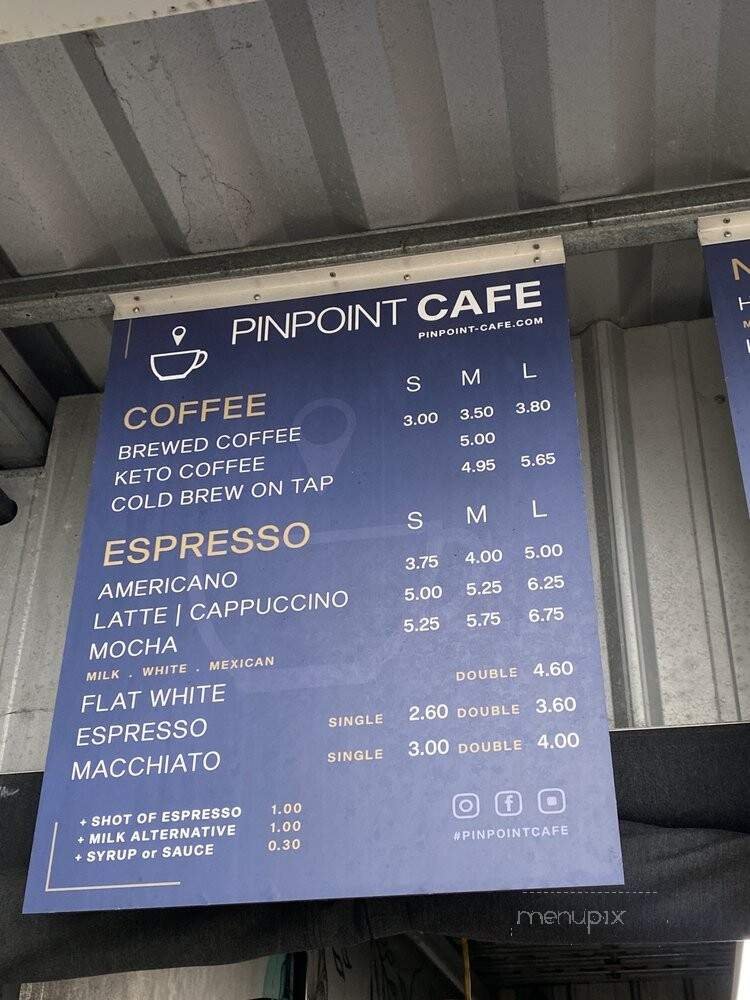 PINPOINT CAFE
PINPOINT-CAFE.COM
S M L
COFFEE
BREWED COFFEE 3.00 3.50 3.80
KETO COFFEE 5.00
COLD BREW ON TAP 4.95 5.65
S M L
ESPRESSO
AMERICANO 3.75 4.00 5.00
LATTE | CAPPUCCINO 5.00 5.25 6.25
MOCHA 5.25 5.75 6.75
MILK . WHITE . MEXICAN
FLAT WHITE DOUBLE 4.60
ESPRESSO SINGLE 2.60 DOUBLE 3.60
MACCHIATO SINGLE 3.00 DOUBLE 4.00
+ SHOT OF ESPRESSO 1.00
+ MILK ALTERNATIVE 1.00
+ SYRUP or SAUCE 0.30
#PINPOINTCAFE
menupix